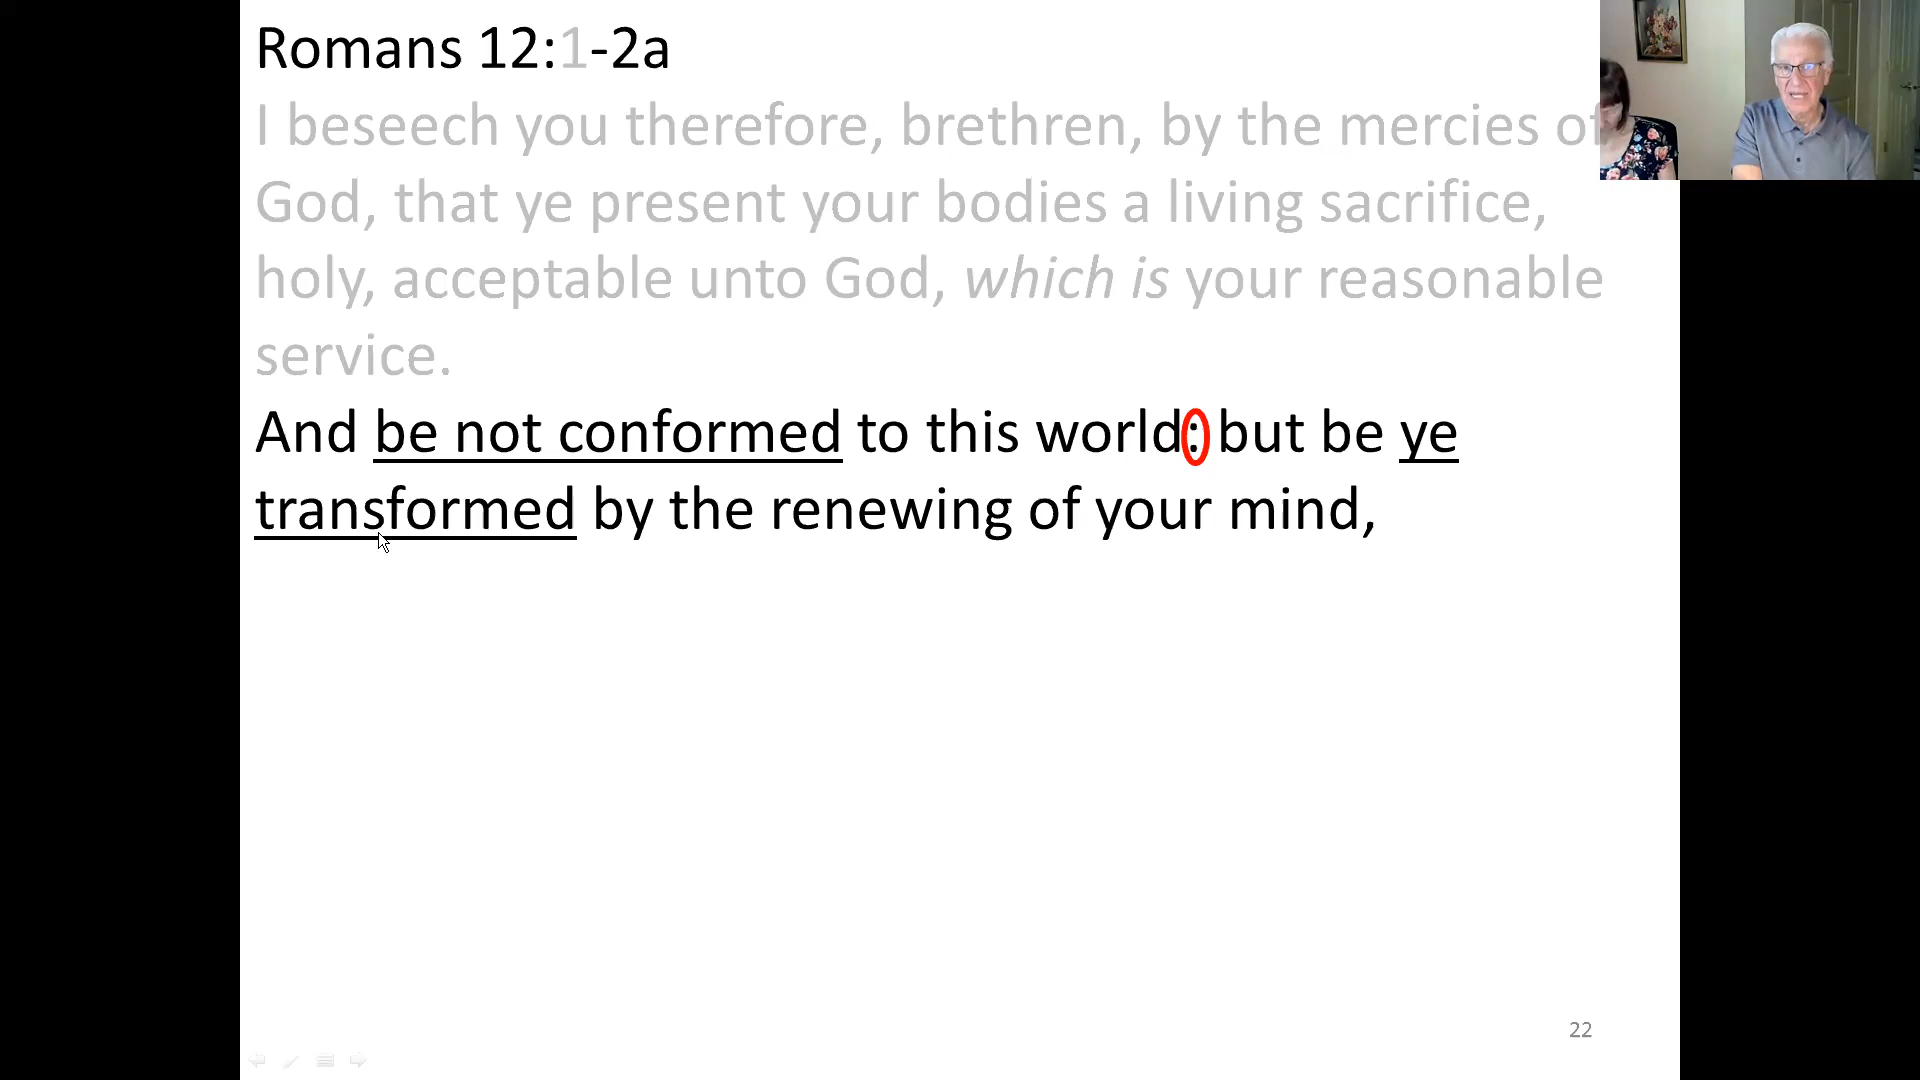 Romans 12:1-2a
I beseech you therefore, brethren, by the mercies of
God, that ye present your bodies a living sacrifice,
holy, acceptable unto God, which is your reasonable
service.
And be not conformed to this world: but be ye
transformed by the renewing of your mind,
22